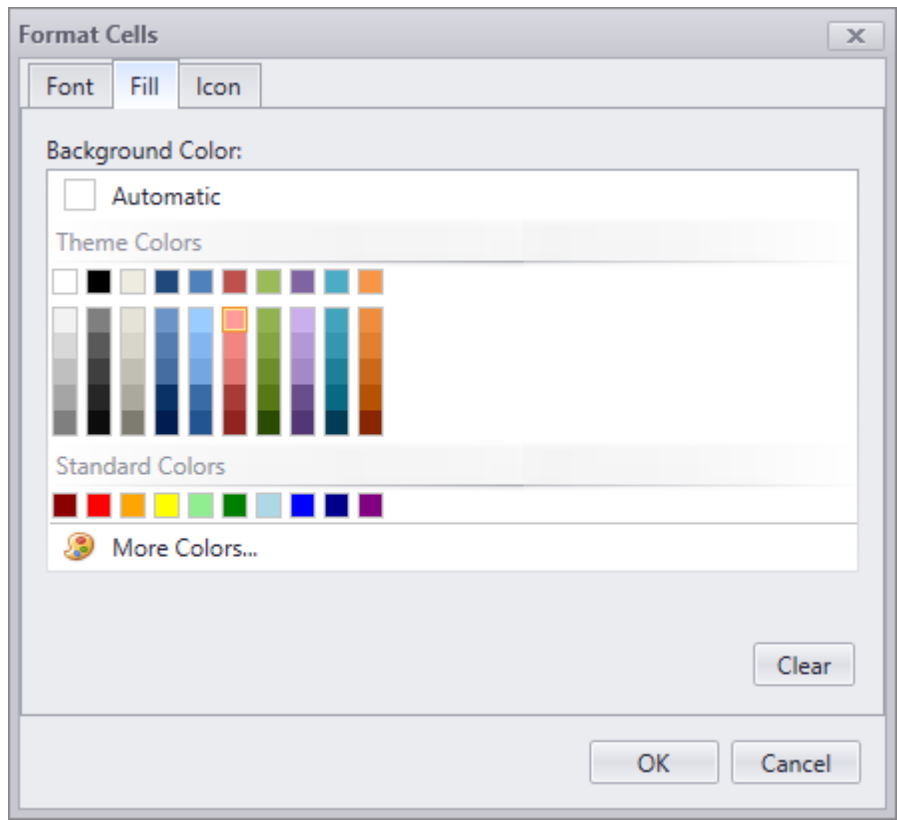 Format Cells
Font Fill Icon
Background Color:
Automatic
Theme Colors
Standard Colors
More Colors...
Clear
OK Cancel